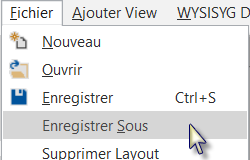 Fichier Ajouter View WYSISYG D
Nouveau
Ouvrir
Enregistrer Ctrl+S
Enregistrer Sous
Supprimer Layout